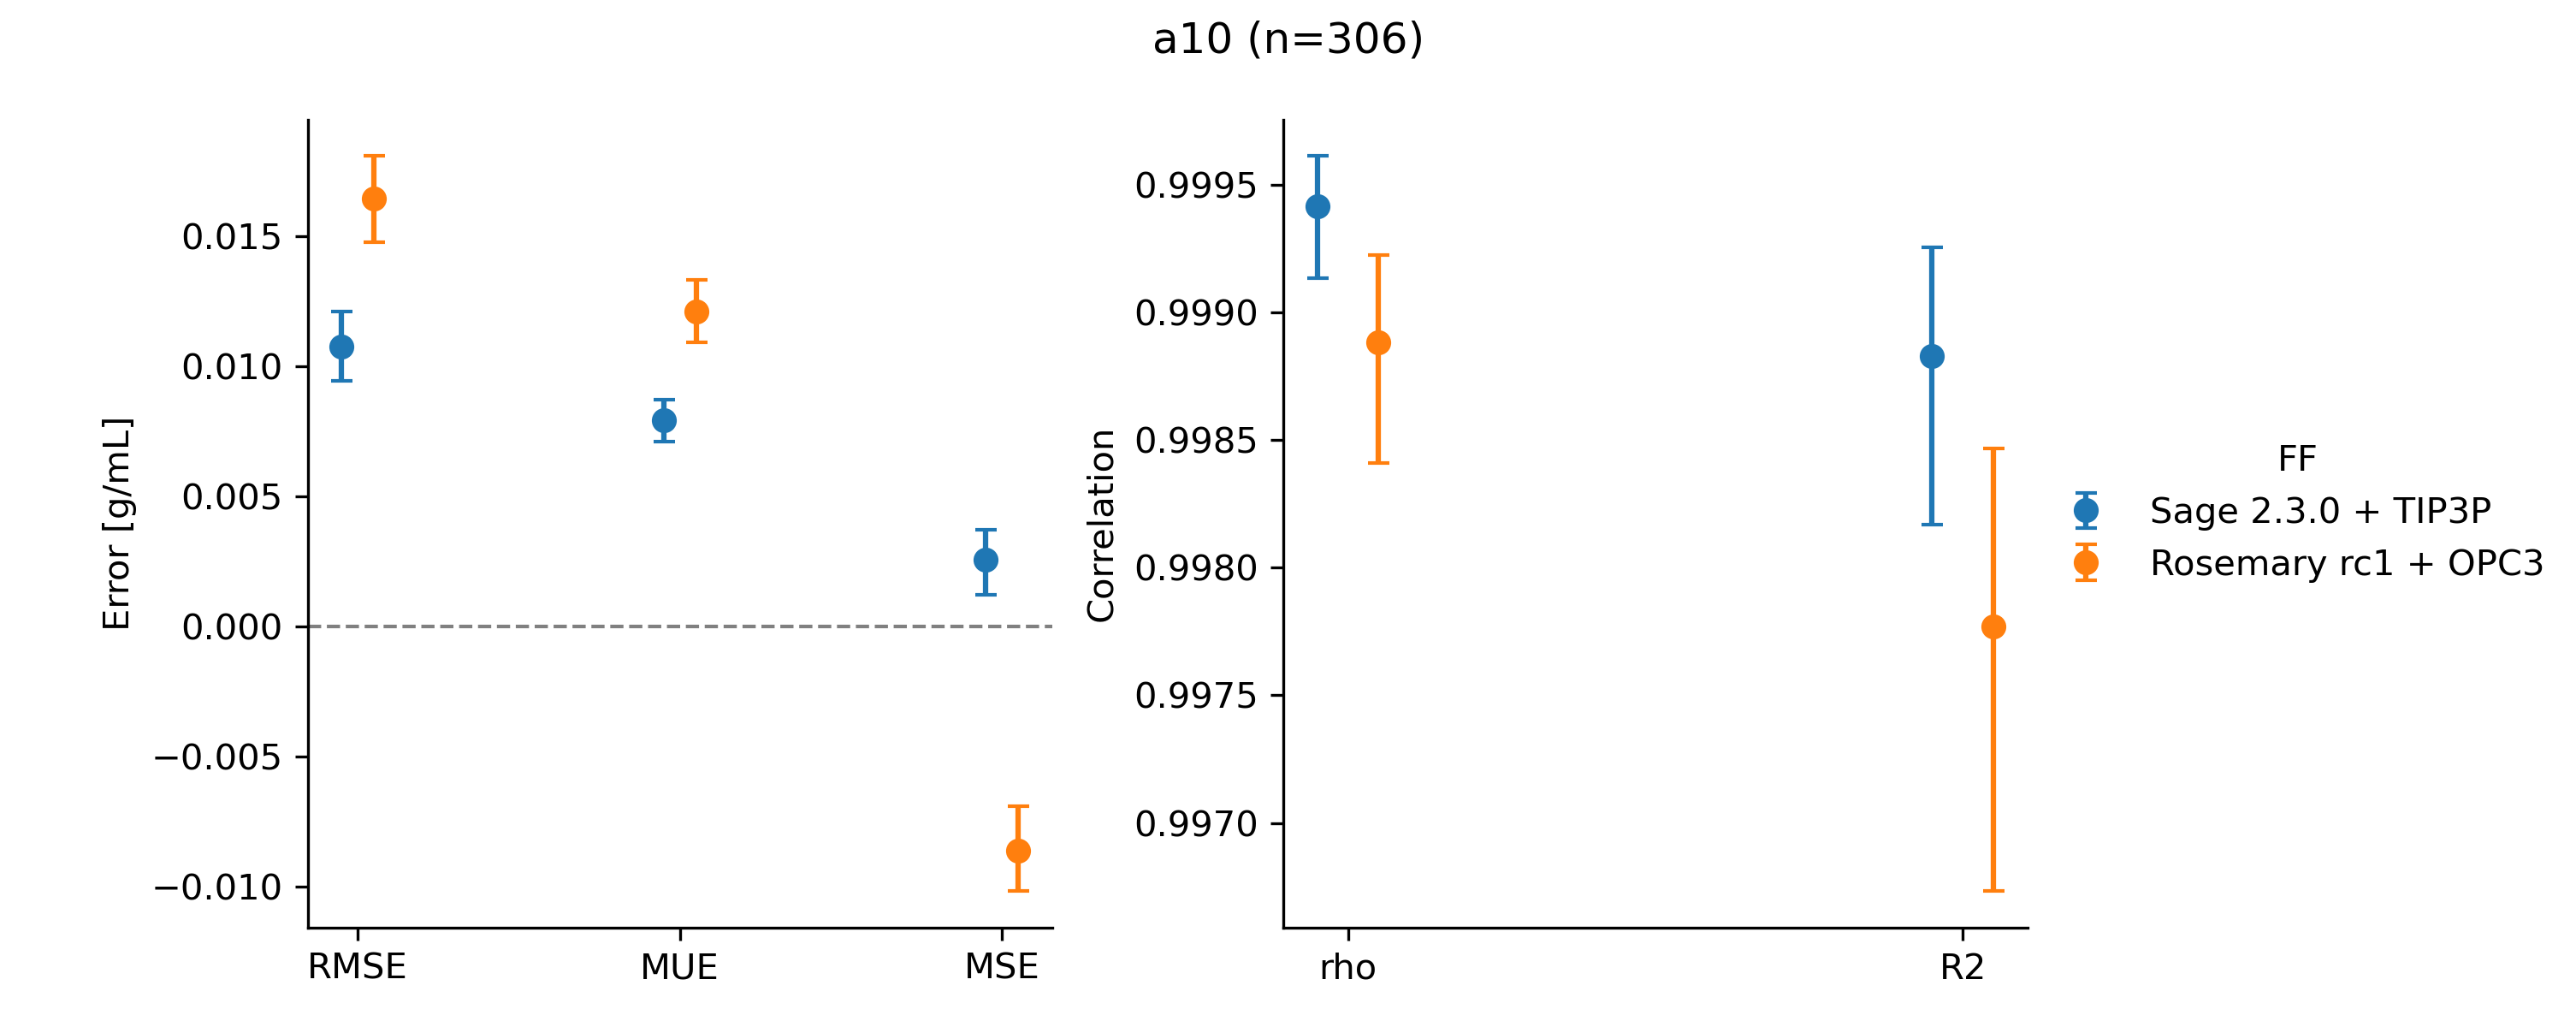 a10 (n=306)
Error [g/mL]
0.015
0.010
0.005
0.000
−0.005
−0.010
RMSE
MUE
MSE
Correlation
0.9995
0.9990
0.9985
0.9980
0.9975
0.9970
rho
R2
FF
Sage 2.3.0 + TIP3P
Rosemary rc1 + OPC3